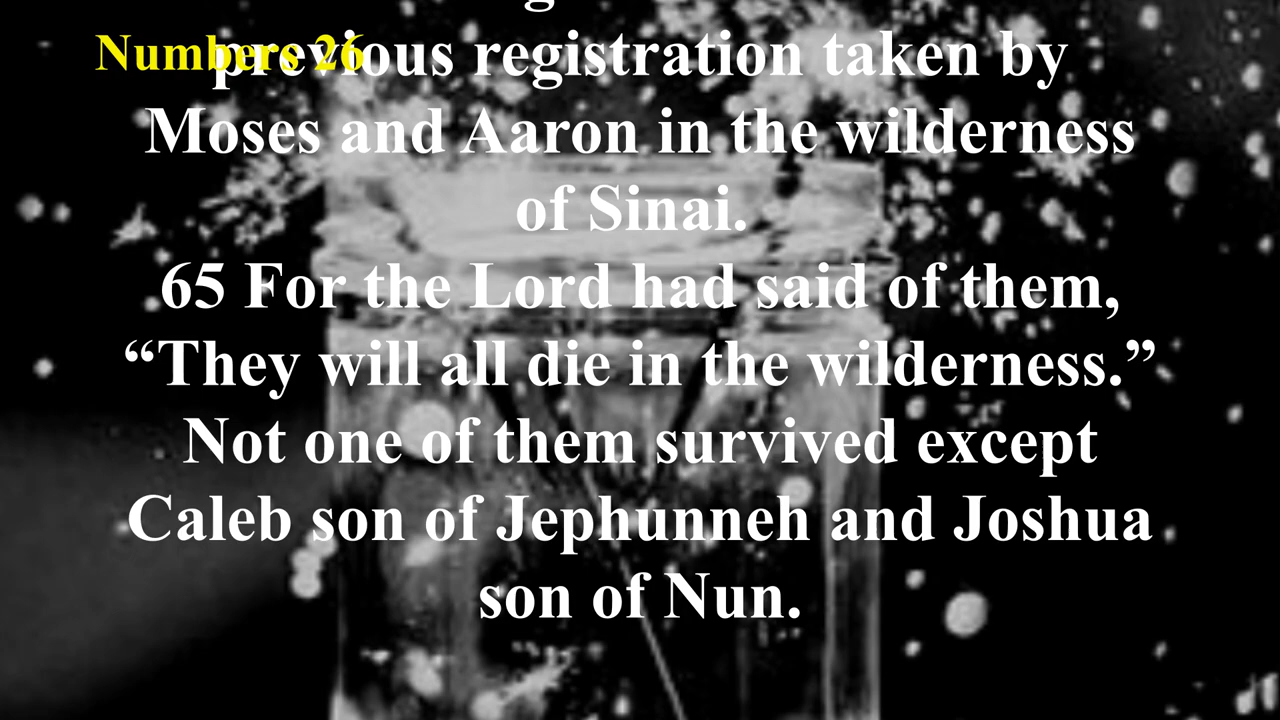 Numbers 26
previous registration taken by
Moses and Aaron in the wilderness
of Sinai.
65 For the Lord had said of them,
“They will all die in the wilderness.”
Not one of them survived except
Caleb son of Jephunneh and Joshua
son of Nun.